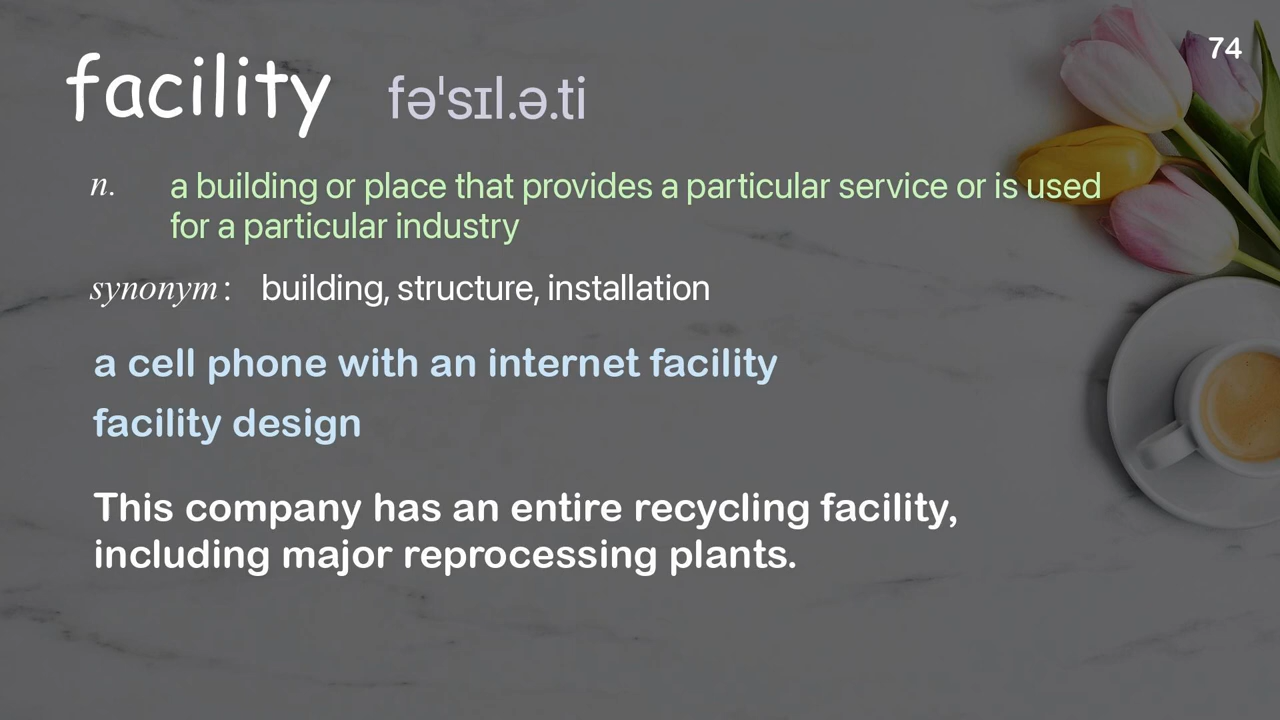 74
facility fə'sɪl.ə.ti
n. a building or place that provides a particular service or is used
for a particular industry
synonym: building, structure, installation
a cell phone with an internet facility
facility design
This company has an entire recycling facility,
including major reprocessing plants.